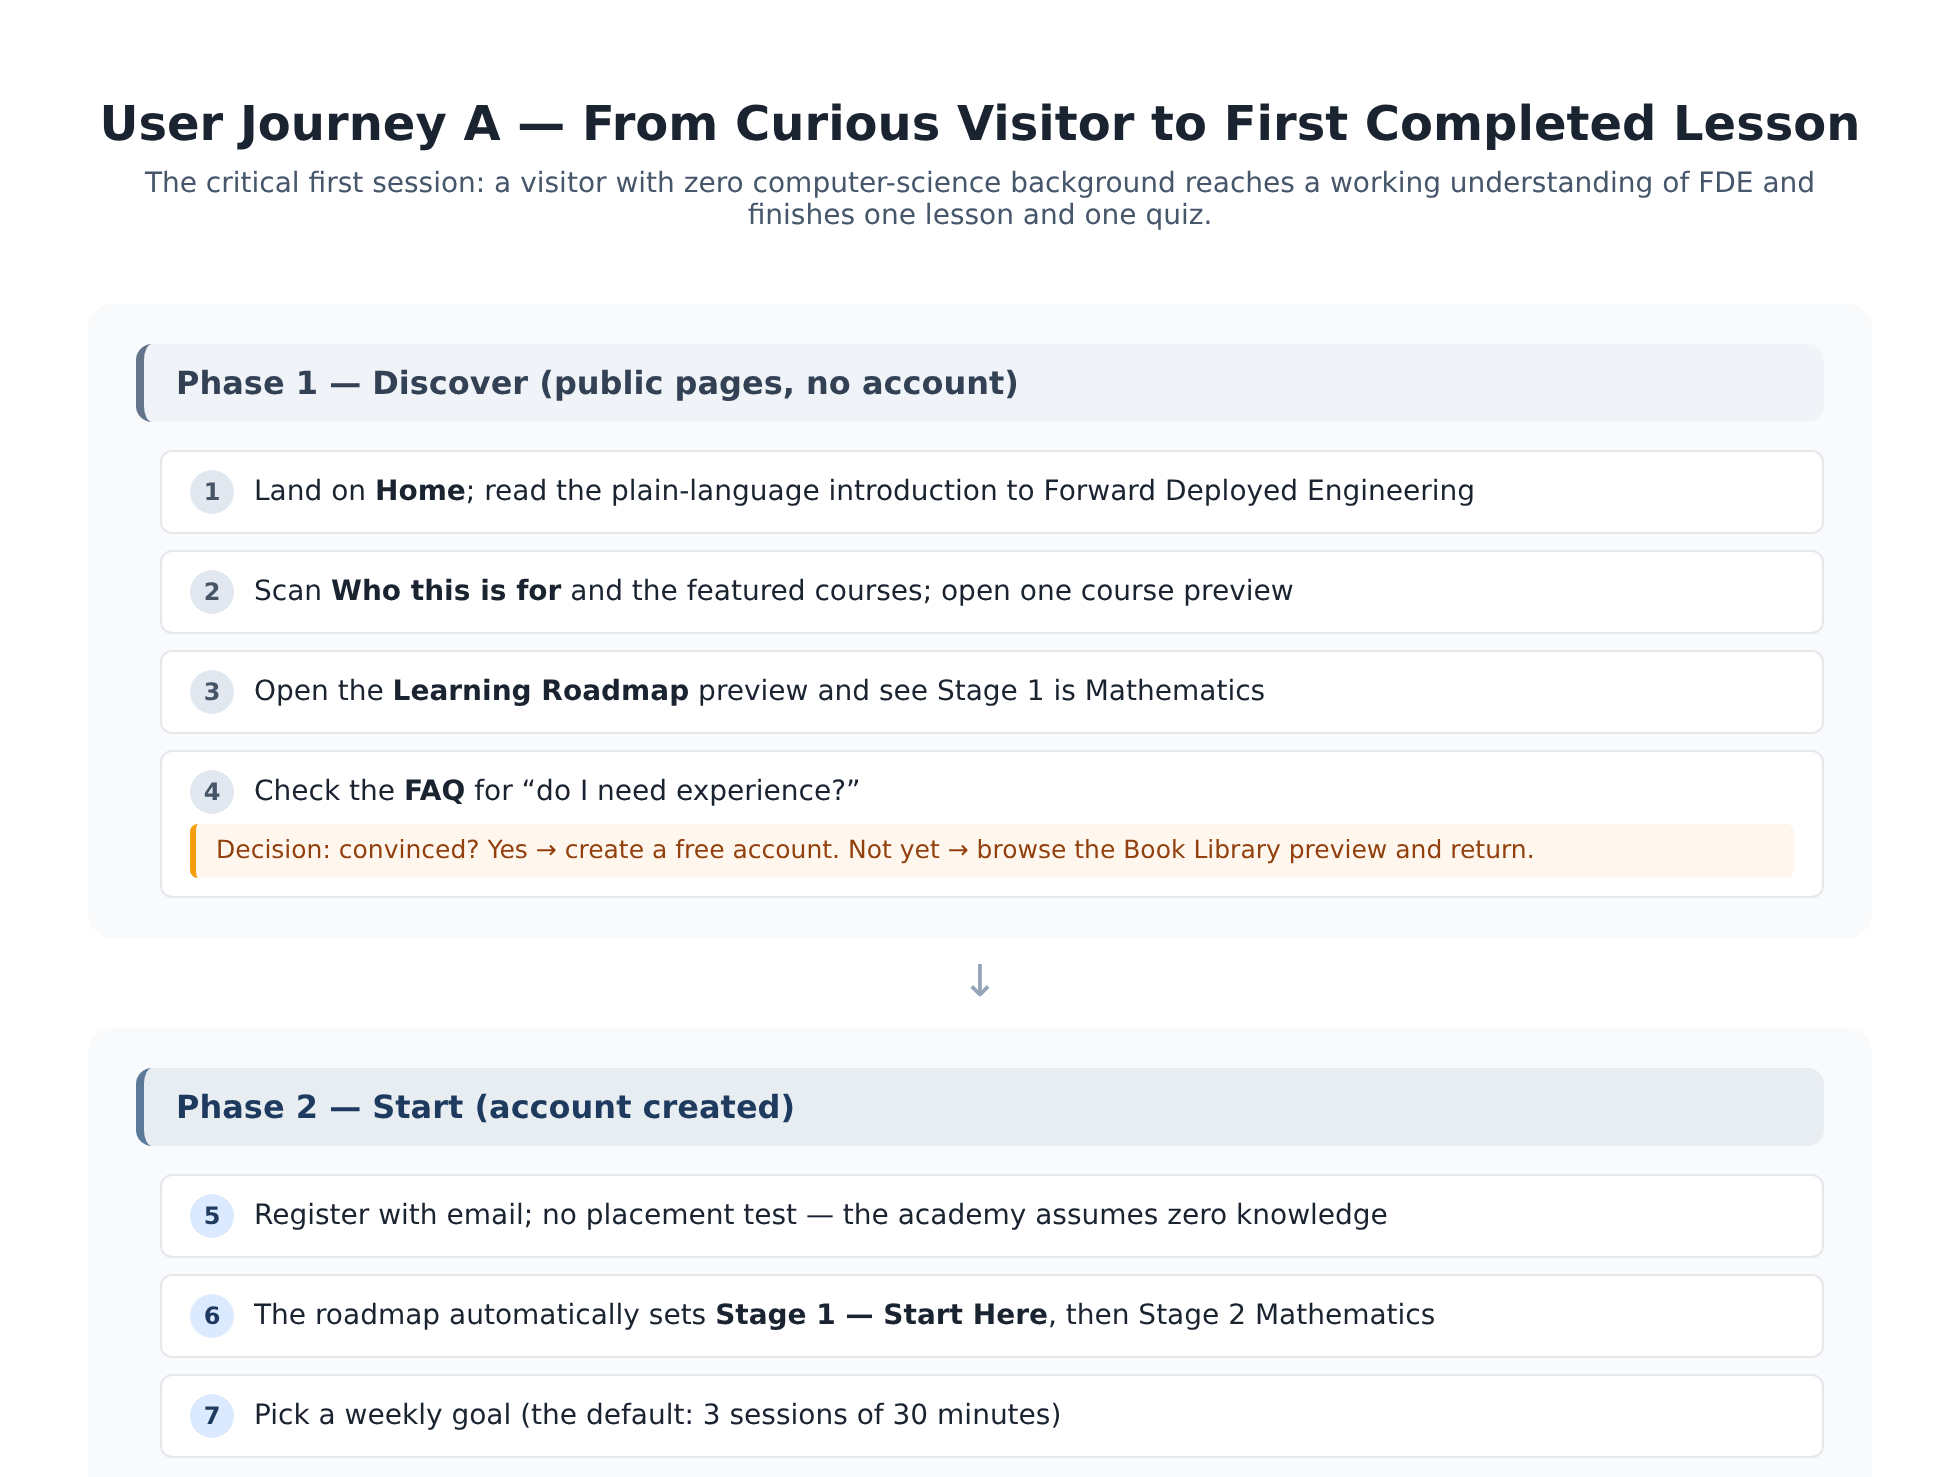 User Journey A — From Curious Visitor to First Completed Lesson
The critical first session: a visitor with zero computer-science background reaches a working understanding of FDE and
finishes one lesson and one quiz.
Phase 1 — Discover (public pages, no account)
1 Land on Home; read the plain-language introduction to Forward Deployed Engineering
2 Scan Who this is for and the featured courses; open one course preview
3 Open the Learning Roadmap preview and see Stage 1 is Mathematics
4 Check the FAQ for “do I need experience?”
Decision: convinced? Yes → create a free account. Not yet → browse the Book Library preview and return.
↓
Phase 2 — Start (account created)
5 Register with email; no placement test — the academy assumes zero knowledge
6 The roadmap automatically sets Stage 1 — Start Here, then Stage 2 Mathematics
7 Pick a weekly goal (the default: 3 sessions of 30 minutes)